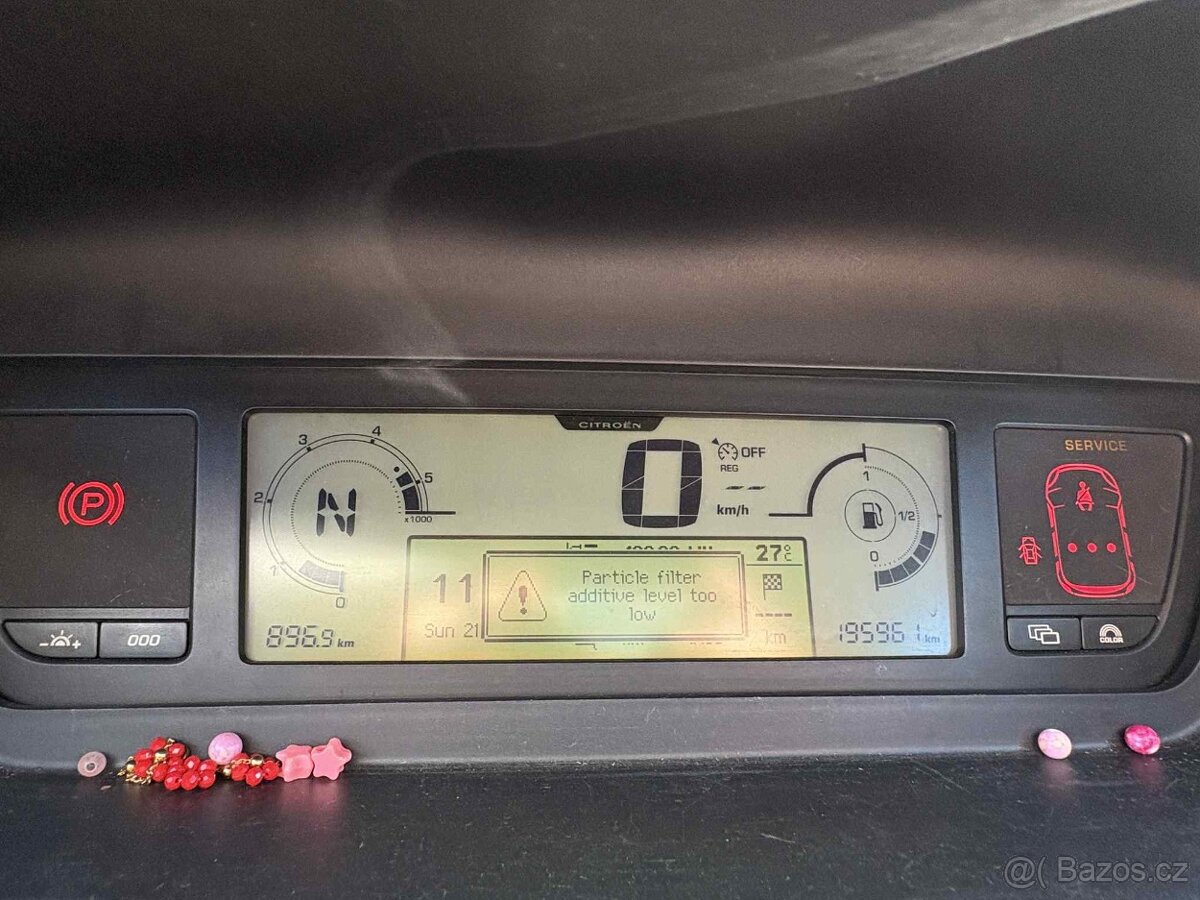 CITROËN
SERVICE
P
3
4
2
5
x1000
1
0
N
0
OFF
REG
--
km/h
1
1/2
0
27°C
11
Particle filter
additive level too
low
Sun 21
---
km
896.9 km
km
000
COLOR
@( Bazos.cz